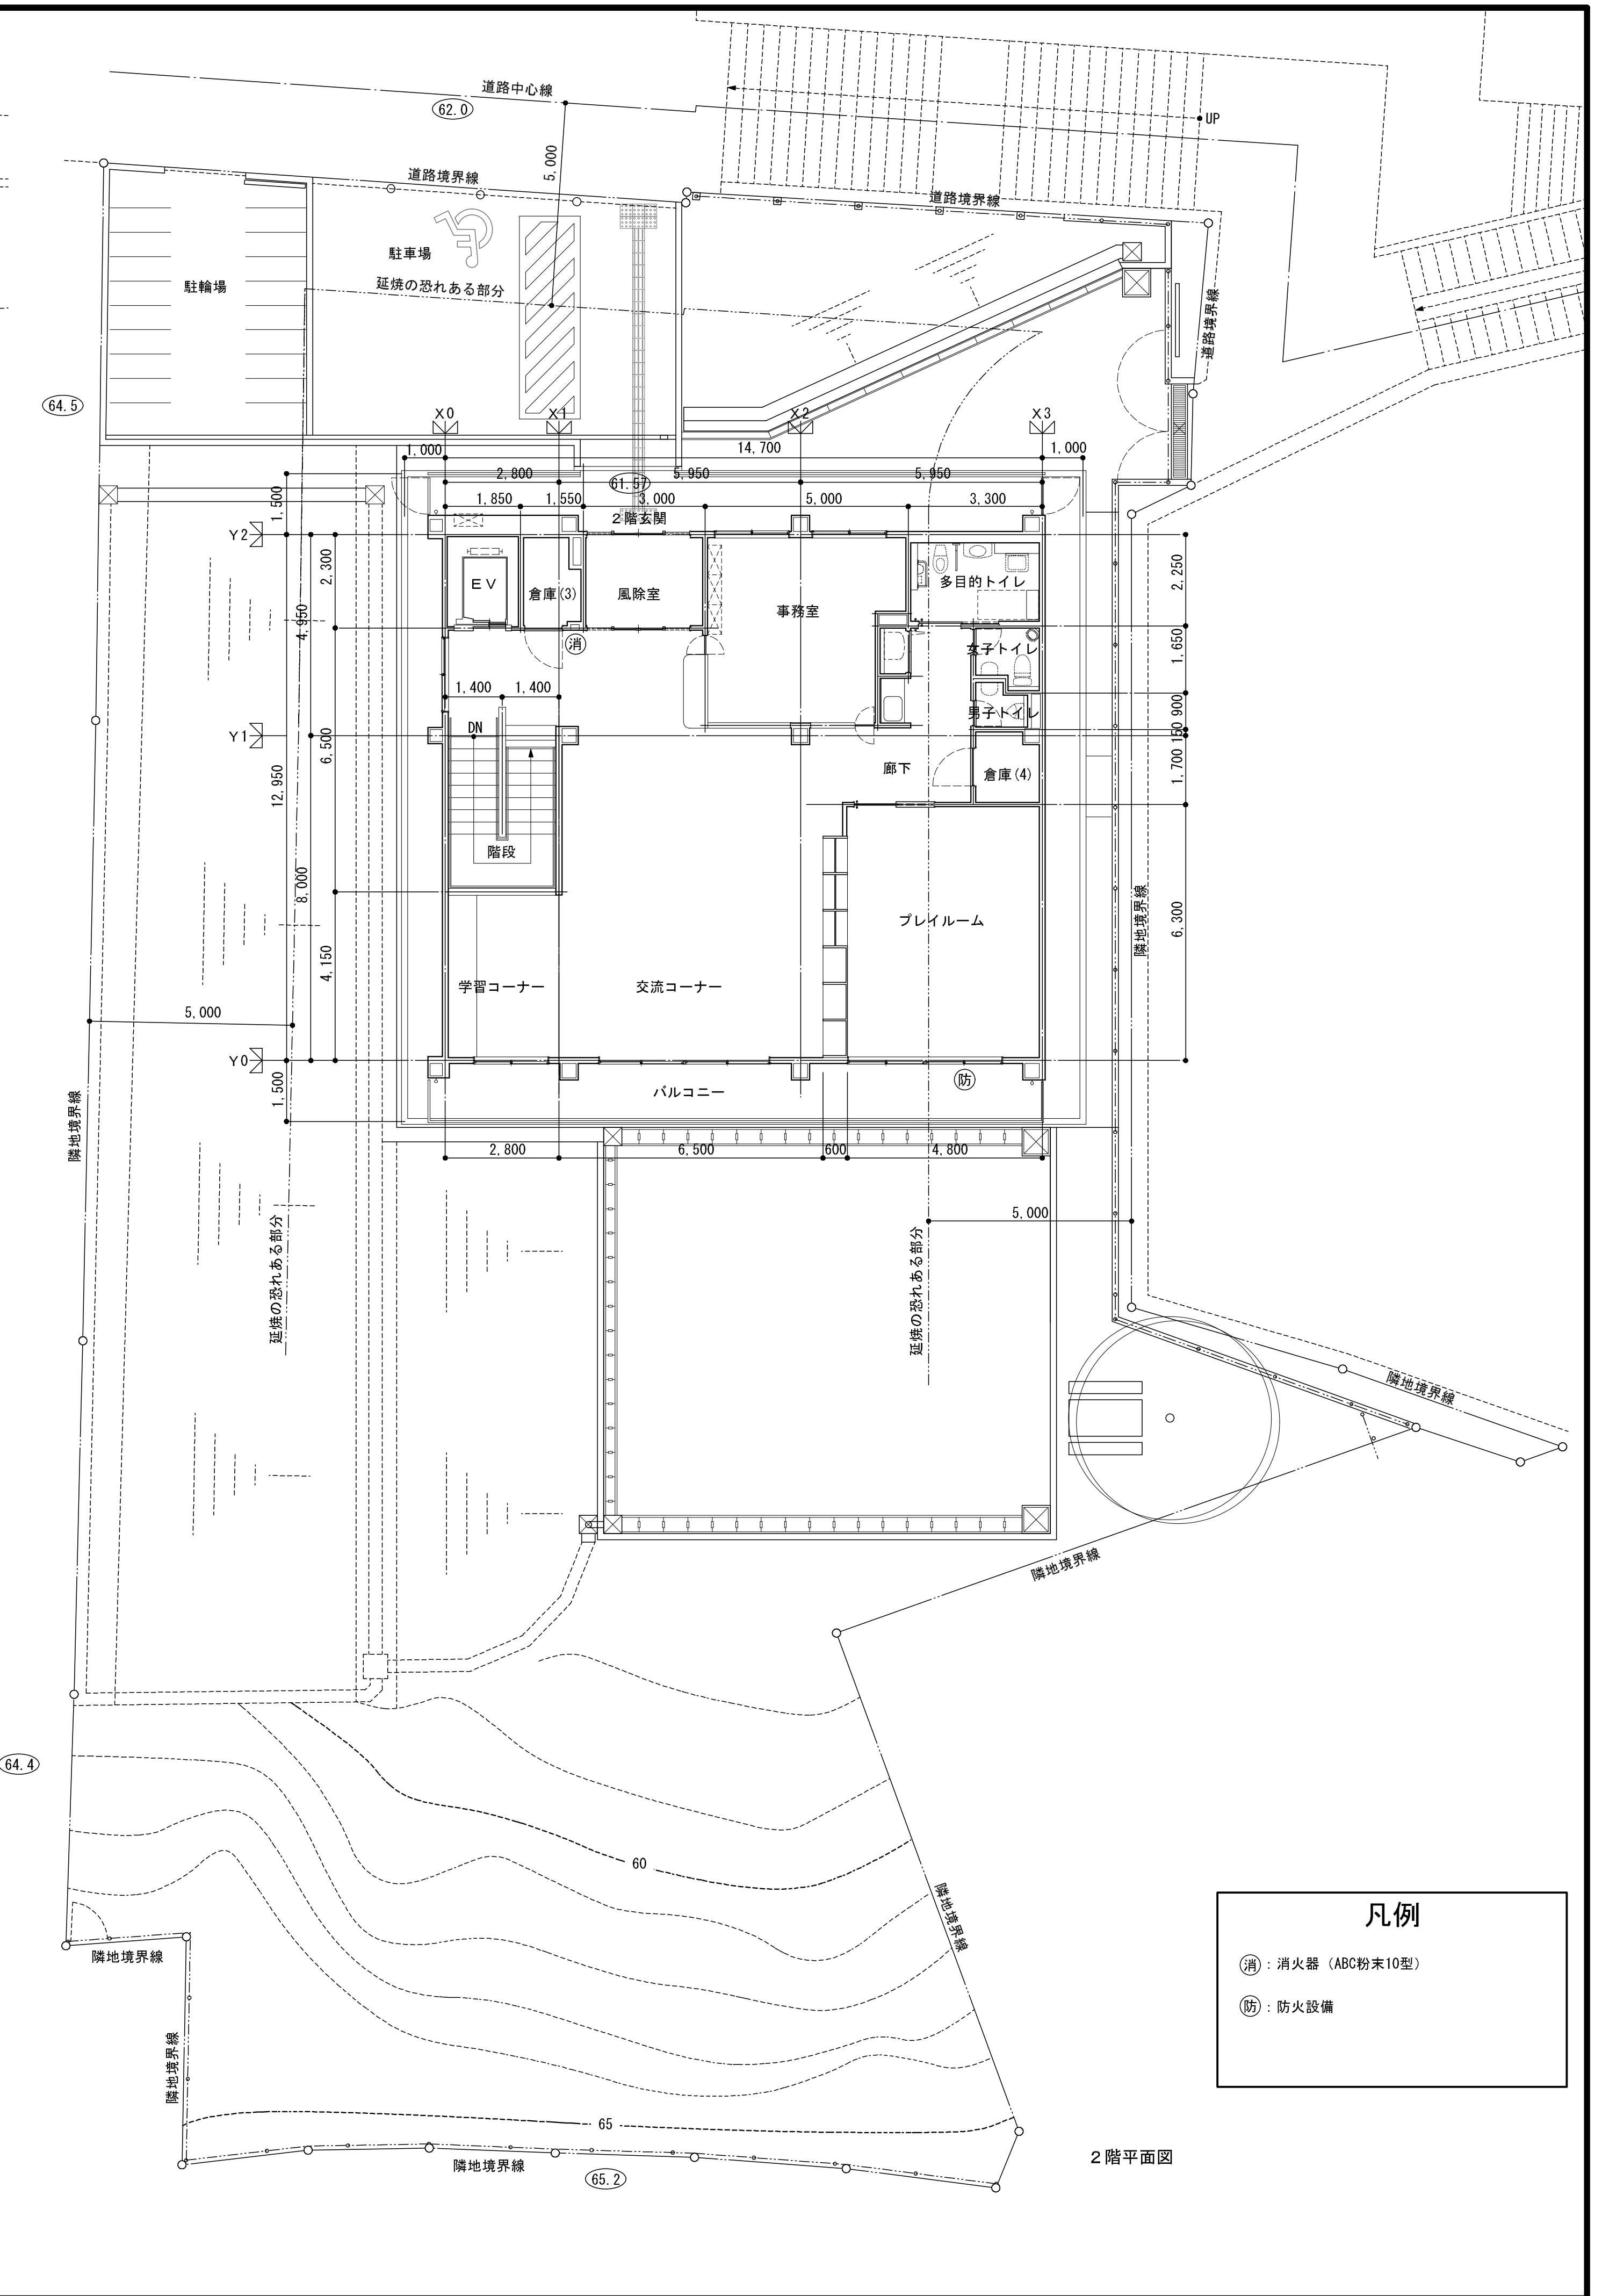 道路中心線
62.0
UP
5,000
道路境界線
道路境界線
駐車場
駐輪場
延焼の恐れある部分
道路境界線
64.5
X0
X1
X2
X3
1,000
14,700
1,000
2,800
5,950
5,950
61.57
1,850
1,550
3,000
5,000
3,300
1,500
2階玄関
Y2
2,300
4,950
EV
倉庫(3)
風除室
事務室
多目的トイレ
2,250
消
女子トイレ
1,650
1,400
1,400
男子トイレ
900
150
Y1
DN
6,500
12,950
廊下
倉庫(4)
1,700
階段
8,000
プレイルーム
隣地境界線
6,300
4,150
学習コーナー
交流コーナー
5,000
Y0
1,500
防
バルコニー
隣地境界線
2,800
6,500
600
4,800
5,000
延焼の恐れある部分
延焼の恐れある部分
隣地境界線
隣地境界線
64.4
60
隣地境界線
隣地境界線
隣地境界線
65
隣地境界線
65.2
2階平面図
凡例
消：消火器（ABC粉末10型）
防：防火設備